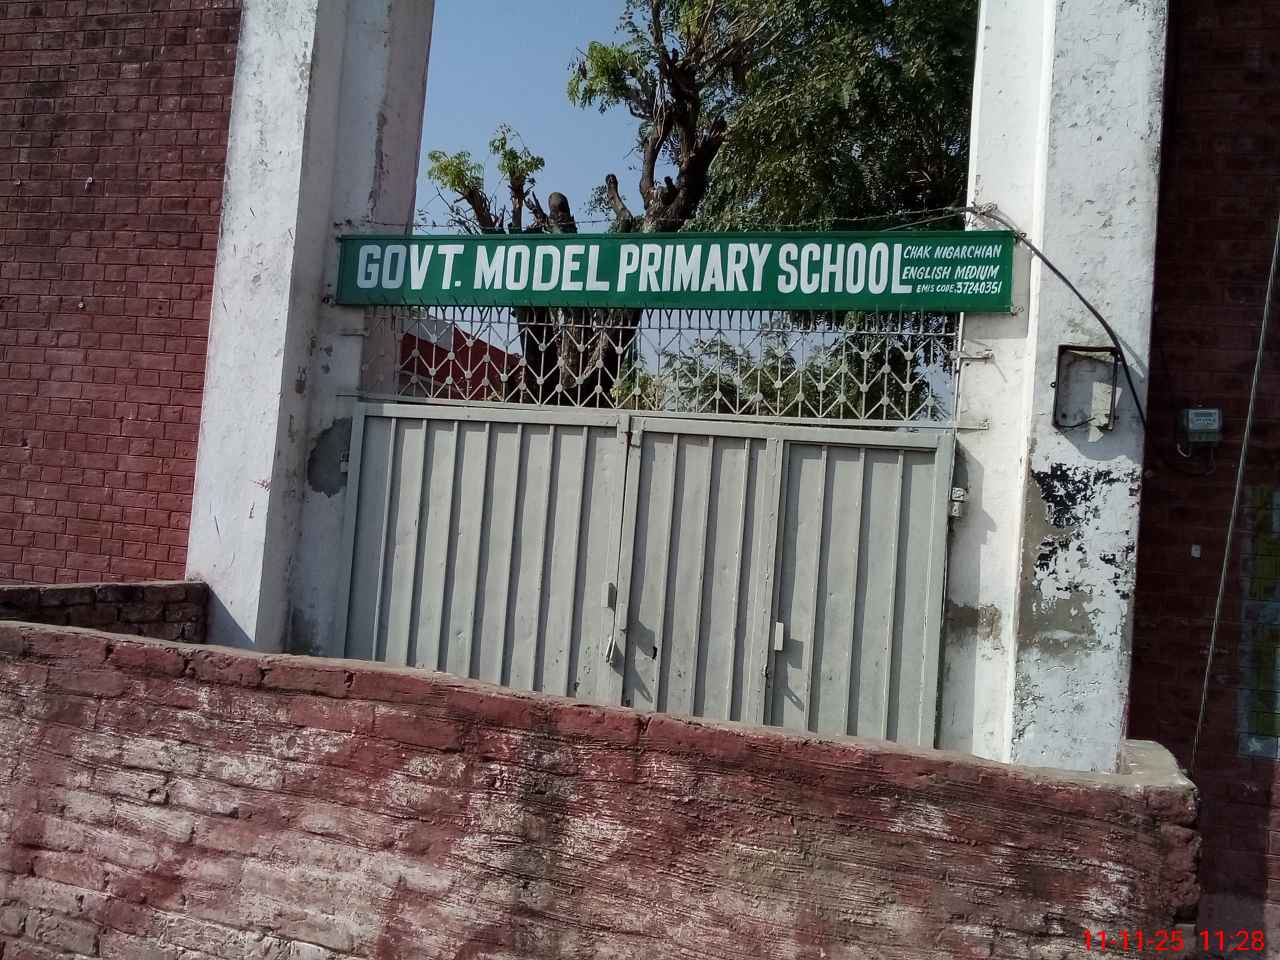 GOVT. MODEL PRIMARY SCHOOL
CHAK NIGARCHIAN
ENGLISH MEDIUM
EMIS CODE.37240351
11-11-25 11:28